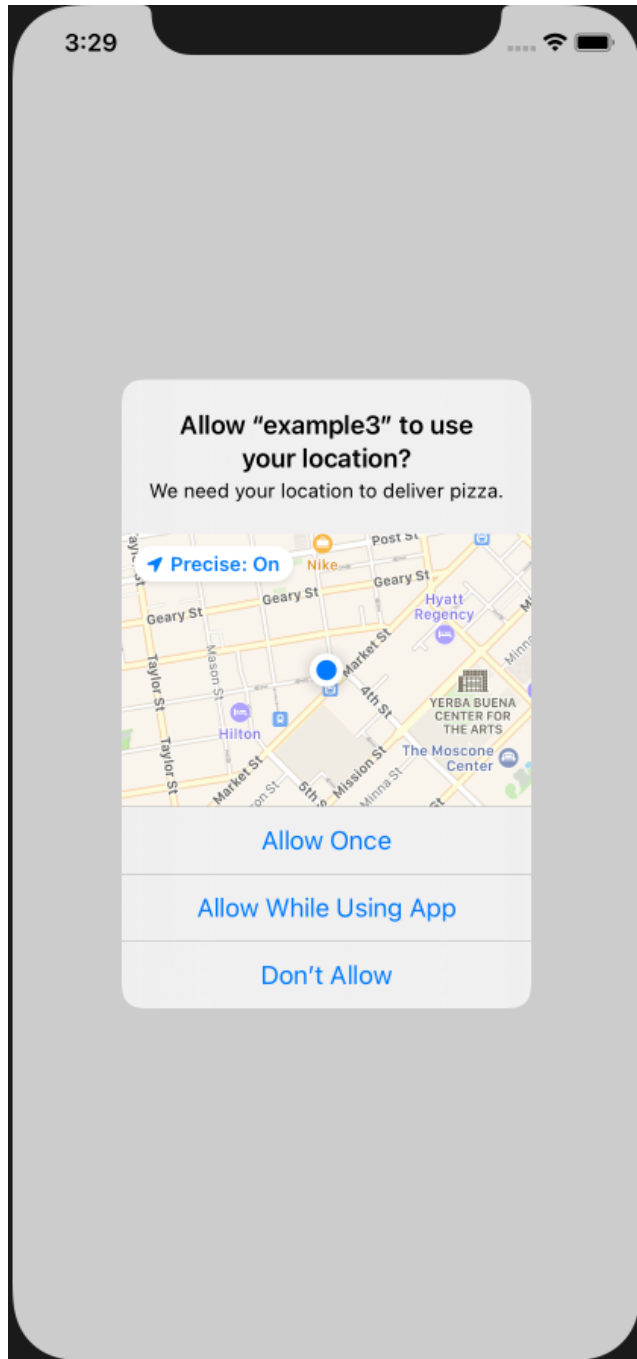 3:29
Allow “example3” to use
your location?
We need your location to deliver pizza.
Precise: On
Post St
Nike
Geary St
Geary St
Geary St
Hyatt
Regency
Mason St
Market St
Taylor St
4th St
YERBA BUENA
CENTER FOR
THE ARTS
Hilton
The Moscone
Center
Taylor St
Market St
5th S
Mission St
Minna St
Allow Once
Allow While Using App
Don’t Allow